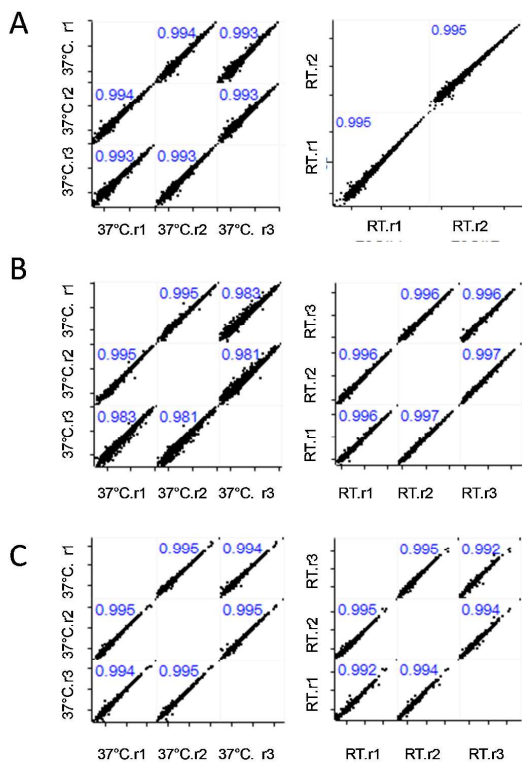 A
37°C. r1
37°C r2
37°C.r3
0.994
0.993
0.994
0.993
0.993
0.993
37°C.r1
37°C.r2
37°C. r3
RT.r2
RT.r1
0.995
0.995
RT.r1
RT.r2
B
37°C. r1
37°C.r2
37°C.r3
0.995
0.983
0.995
0.981
0.983
0.981
37°C.r1
37°C.r2
37°C. r3
RT.r3
RT.r2
RT.r1
0.996
0.996
0.996
0.997
0.996
0.997
RT.r1
RT.r2
RT.r3
C
37°C. r1
37°C.r2
37°C.r3
0.995
0.994
0.995
0.995
0.994
0.995
37°C.r1
37°C.r2
37°C. r3
RT.r3
RT.r2
RT.r1
0.995
0.992
0.995
0.994
0.992
0.994
RT.r1
RT.r2
RT.r3